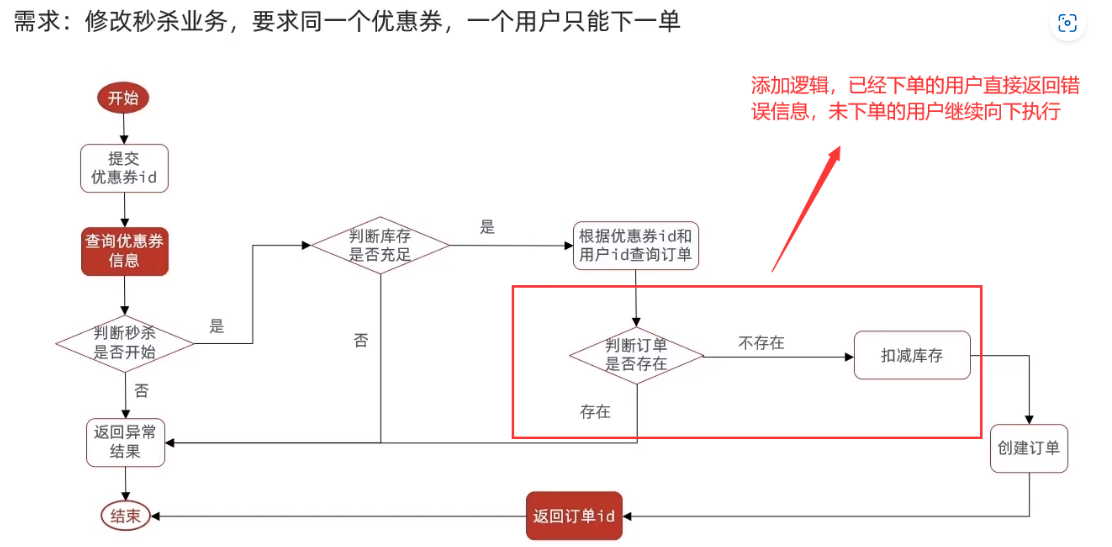 需求：修改秒杀业务，要求同一个优惠券，一个用户只能下一单
添加逻辑，已经下单的用户直接返回错
误信息，未下单的用户继续向下执行
开始
提交
优惠券id
查询优惠券
信息
判断秒杀
是否开始
是
否
判断库存
是否充足
是
否
根据优惠券id和
用户id查询订单
判断订单
是否存在
不存在
存在
扣减库存
创建订单
返回异常
结果
返回订单id
结束